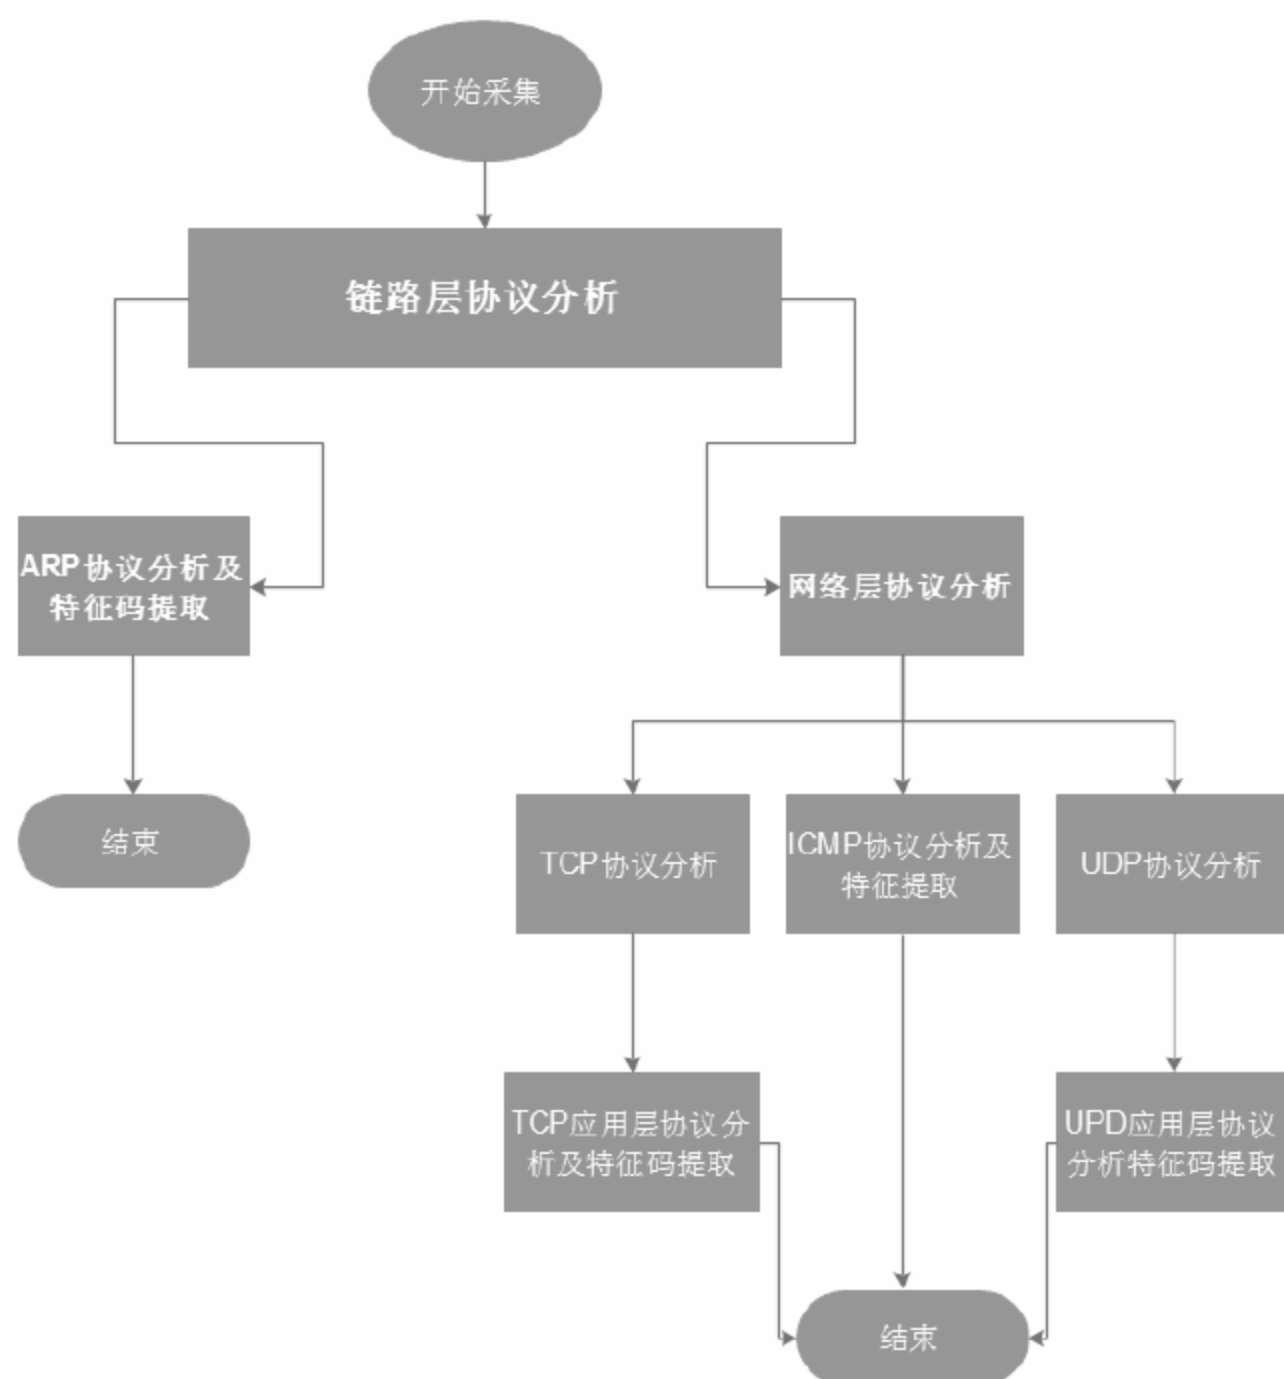 开始采集
链路层协议分析
ARP协议分析及
特征码提取
网络层协议分析
结束
TCP协议分析
ICMP协议分析及
特征提取
UDP协议分析
TCP应用层协议分
析及特征码提取
UPD应用层协议
分析特征码提取
结束